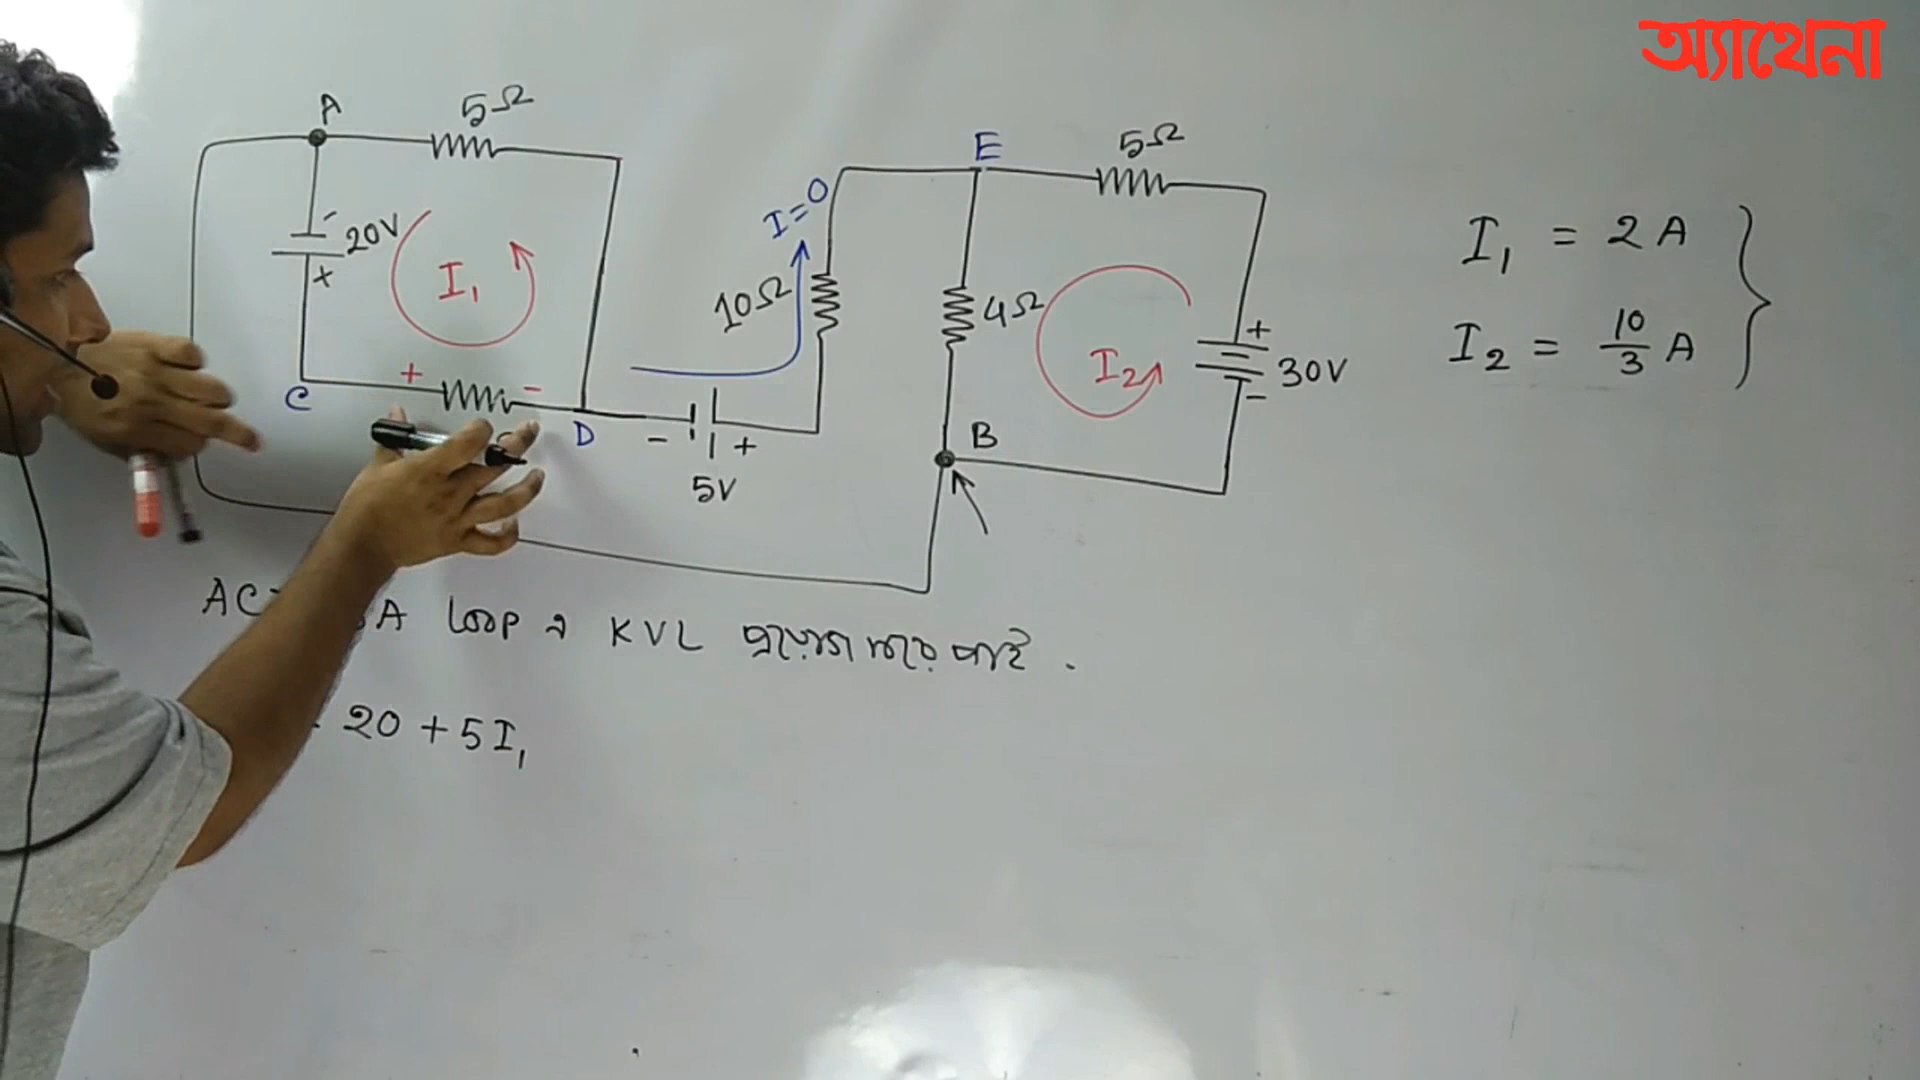 অ্যাথেনা
A
5Ω
E
5Ω
I=0
- 20V
+
I₁
10Ω
4Ω
I₂
+
30V
-
I₁ = 2A
I₂ = 10/3 A
C
+ -
D
- +
5V
B
AC A Loop এ KVL প্রয়োগ করে পাই .
- 20 + 5I₁